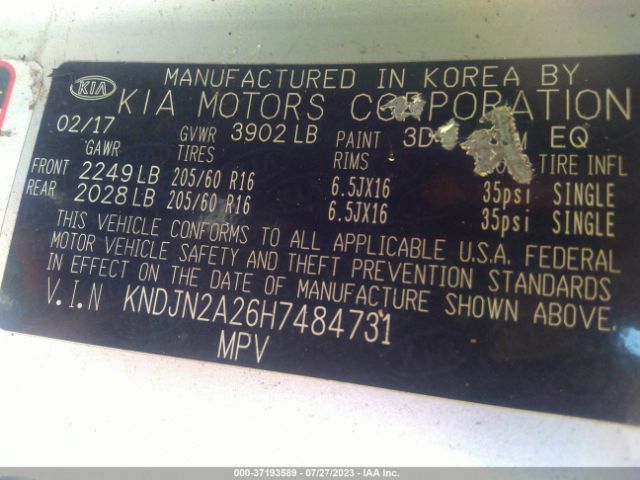 KIA
MANUFACTURED IN KOREA BY
KIA MOTORS CORPORATION
02/17 GVWR 3902 LB PAINT EQ
GAWR TIRES RIMS TIRE INFL
FRONT 2249 LB 205/60 R16 6.5JX16 35psi SINGLE
REAR 2028 LB 205/60 R16 6.5JX16 35psi SINGLE
THIS VEHICLE CONFORMS TO ALL APPLICABLE U.S.A. FEDERAL
MOTOR VEHICLE SAFETY AND THEFT PREVENTION STANDARDS
IN EFFECT ON THE DATE OF MANUFACTURE SHOWN ABOVE.
V.I.N KNDJN2A26H7484731
MPV
000-37193589 - 07/27/2023 - IAAI